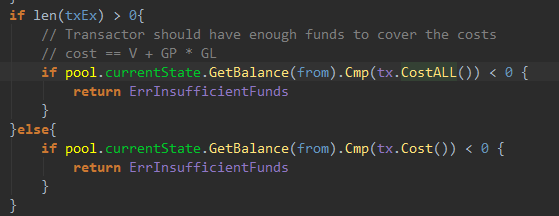 if len(txEx) > 0{
// Transactor should have enough funds to cover the costs
// cost == V + GP * GL
if pool.currentState.GetBalance(from).Cmp(tx.CostALL()) < 0 {
return ErrInsufficientFunds
}
}else{
if pool.currentState.GetBalance(from).Cmp(tx.Cost()) < 0 {
return ErrInsufficientFunds
}
}